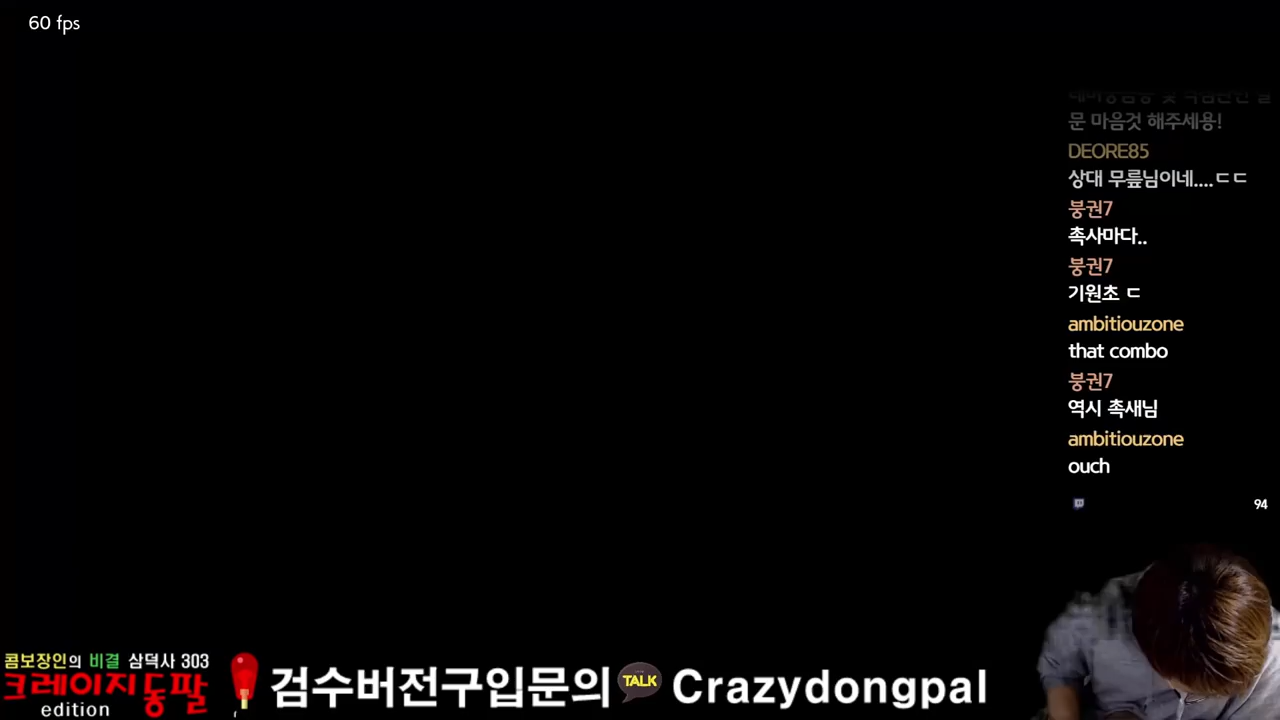 60 fps
문 마음것 해주세용!
DEORE85
상대 무릎님이네....ㄷㄷ
붕권7
촉사마다..
붕권7
기원초 ㄷ
ambitiouzone
that combo
붕권7
역시 촉새님
ambitiouzone
ouch
94
콤보장인의 비결 삼덕사 303
크레이지동팔
edition
검수버전구입문의 TALK Crazydongpal